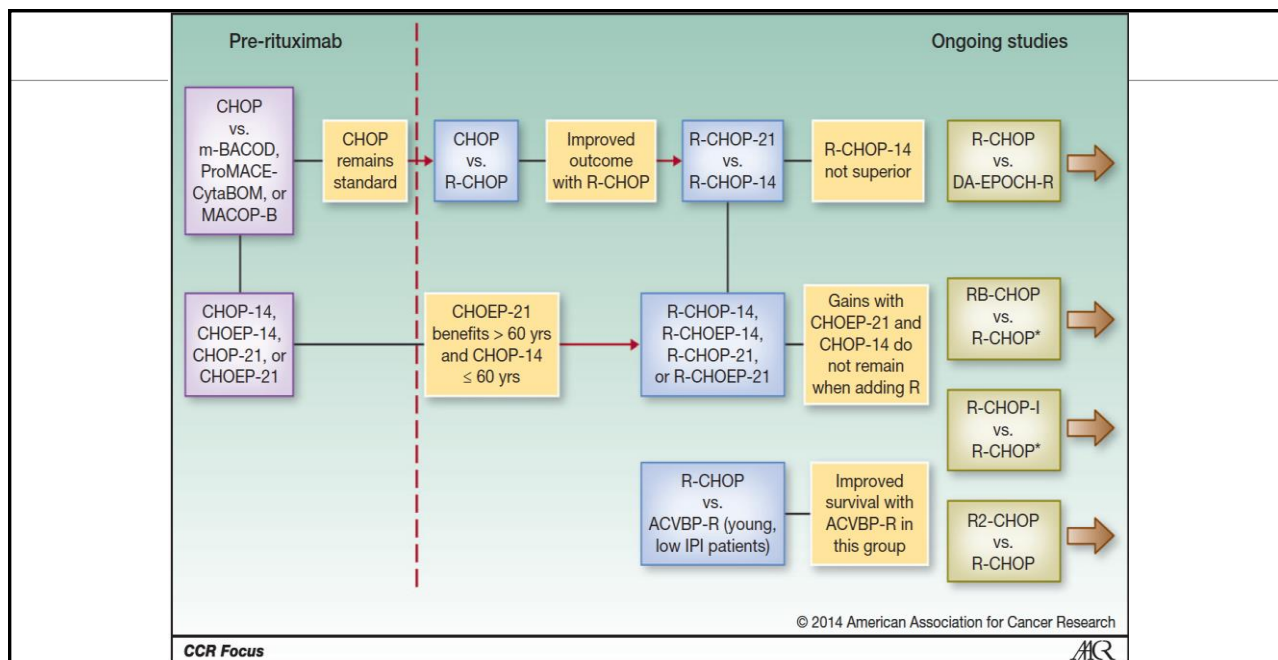 Pre-rituximab
Ongoing studies
CHOP
vs.
m-BACOD,
ProMACE-
CytaBOM, or
MACOP-B
CHOP
remains
standard
CHOP
vs.
R-CHOP
Improved
outcome
with R-CHOP
R-CHOP-21
vs.
R-CHOP-14
R-CHOP-14
not superior
R-CHOP
vs.
DA-EPOCH-R
CHOP-14,
CHOEP-14,
CHOP-21, or
CHOEP-21
CHOEP-21
benefits > 60 yrs
and CHOP-14
≤ 60 yrs
R-CHOP-14,
R-CHOEP-14,
R-CHOP-21,
or R-CHOEP-21
Gains with
CHOEP-21 and
CHOP-14 do
not remain
when adding R
RB-CHOP
vs.
R-CHOP*
R-CHOP-I
vs.
R-CHOP*
R-CHOP
vs.
ACVBP-R (young,
low IPI patients)
Improved
survival with
ACVBP-R in
this group
R2-CHOP
vs.
R-CHOP
© 2014 American Association for Cancer Research
CCR Focus
AACR